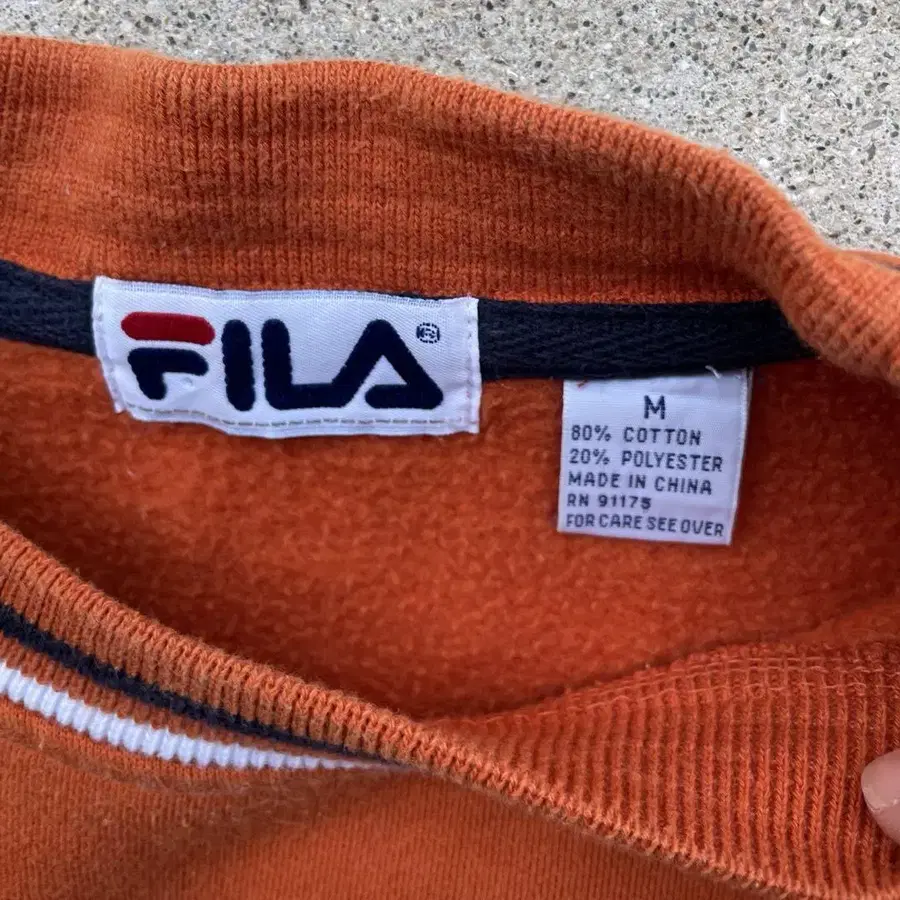 FILA®
M
80% COTTON
20% POLYESTER
MADE IN CHINA
RN 91175
FOR CARE SEE OVER